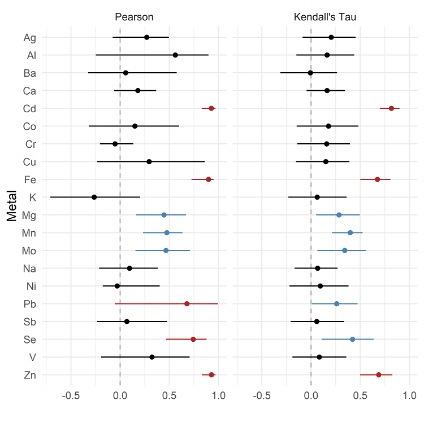 Pearson
Kendall's Tau
Metal
Ag
Al
Ba
Ca
Cd
Co
Cr
Cu
Fe
K
Mg
Mn
Mo
Na
Ni
Pb
Sb
Se
V
Zn
-0.5 0.0 0.5 1.0
-0.5 0.0 0.5 1.0